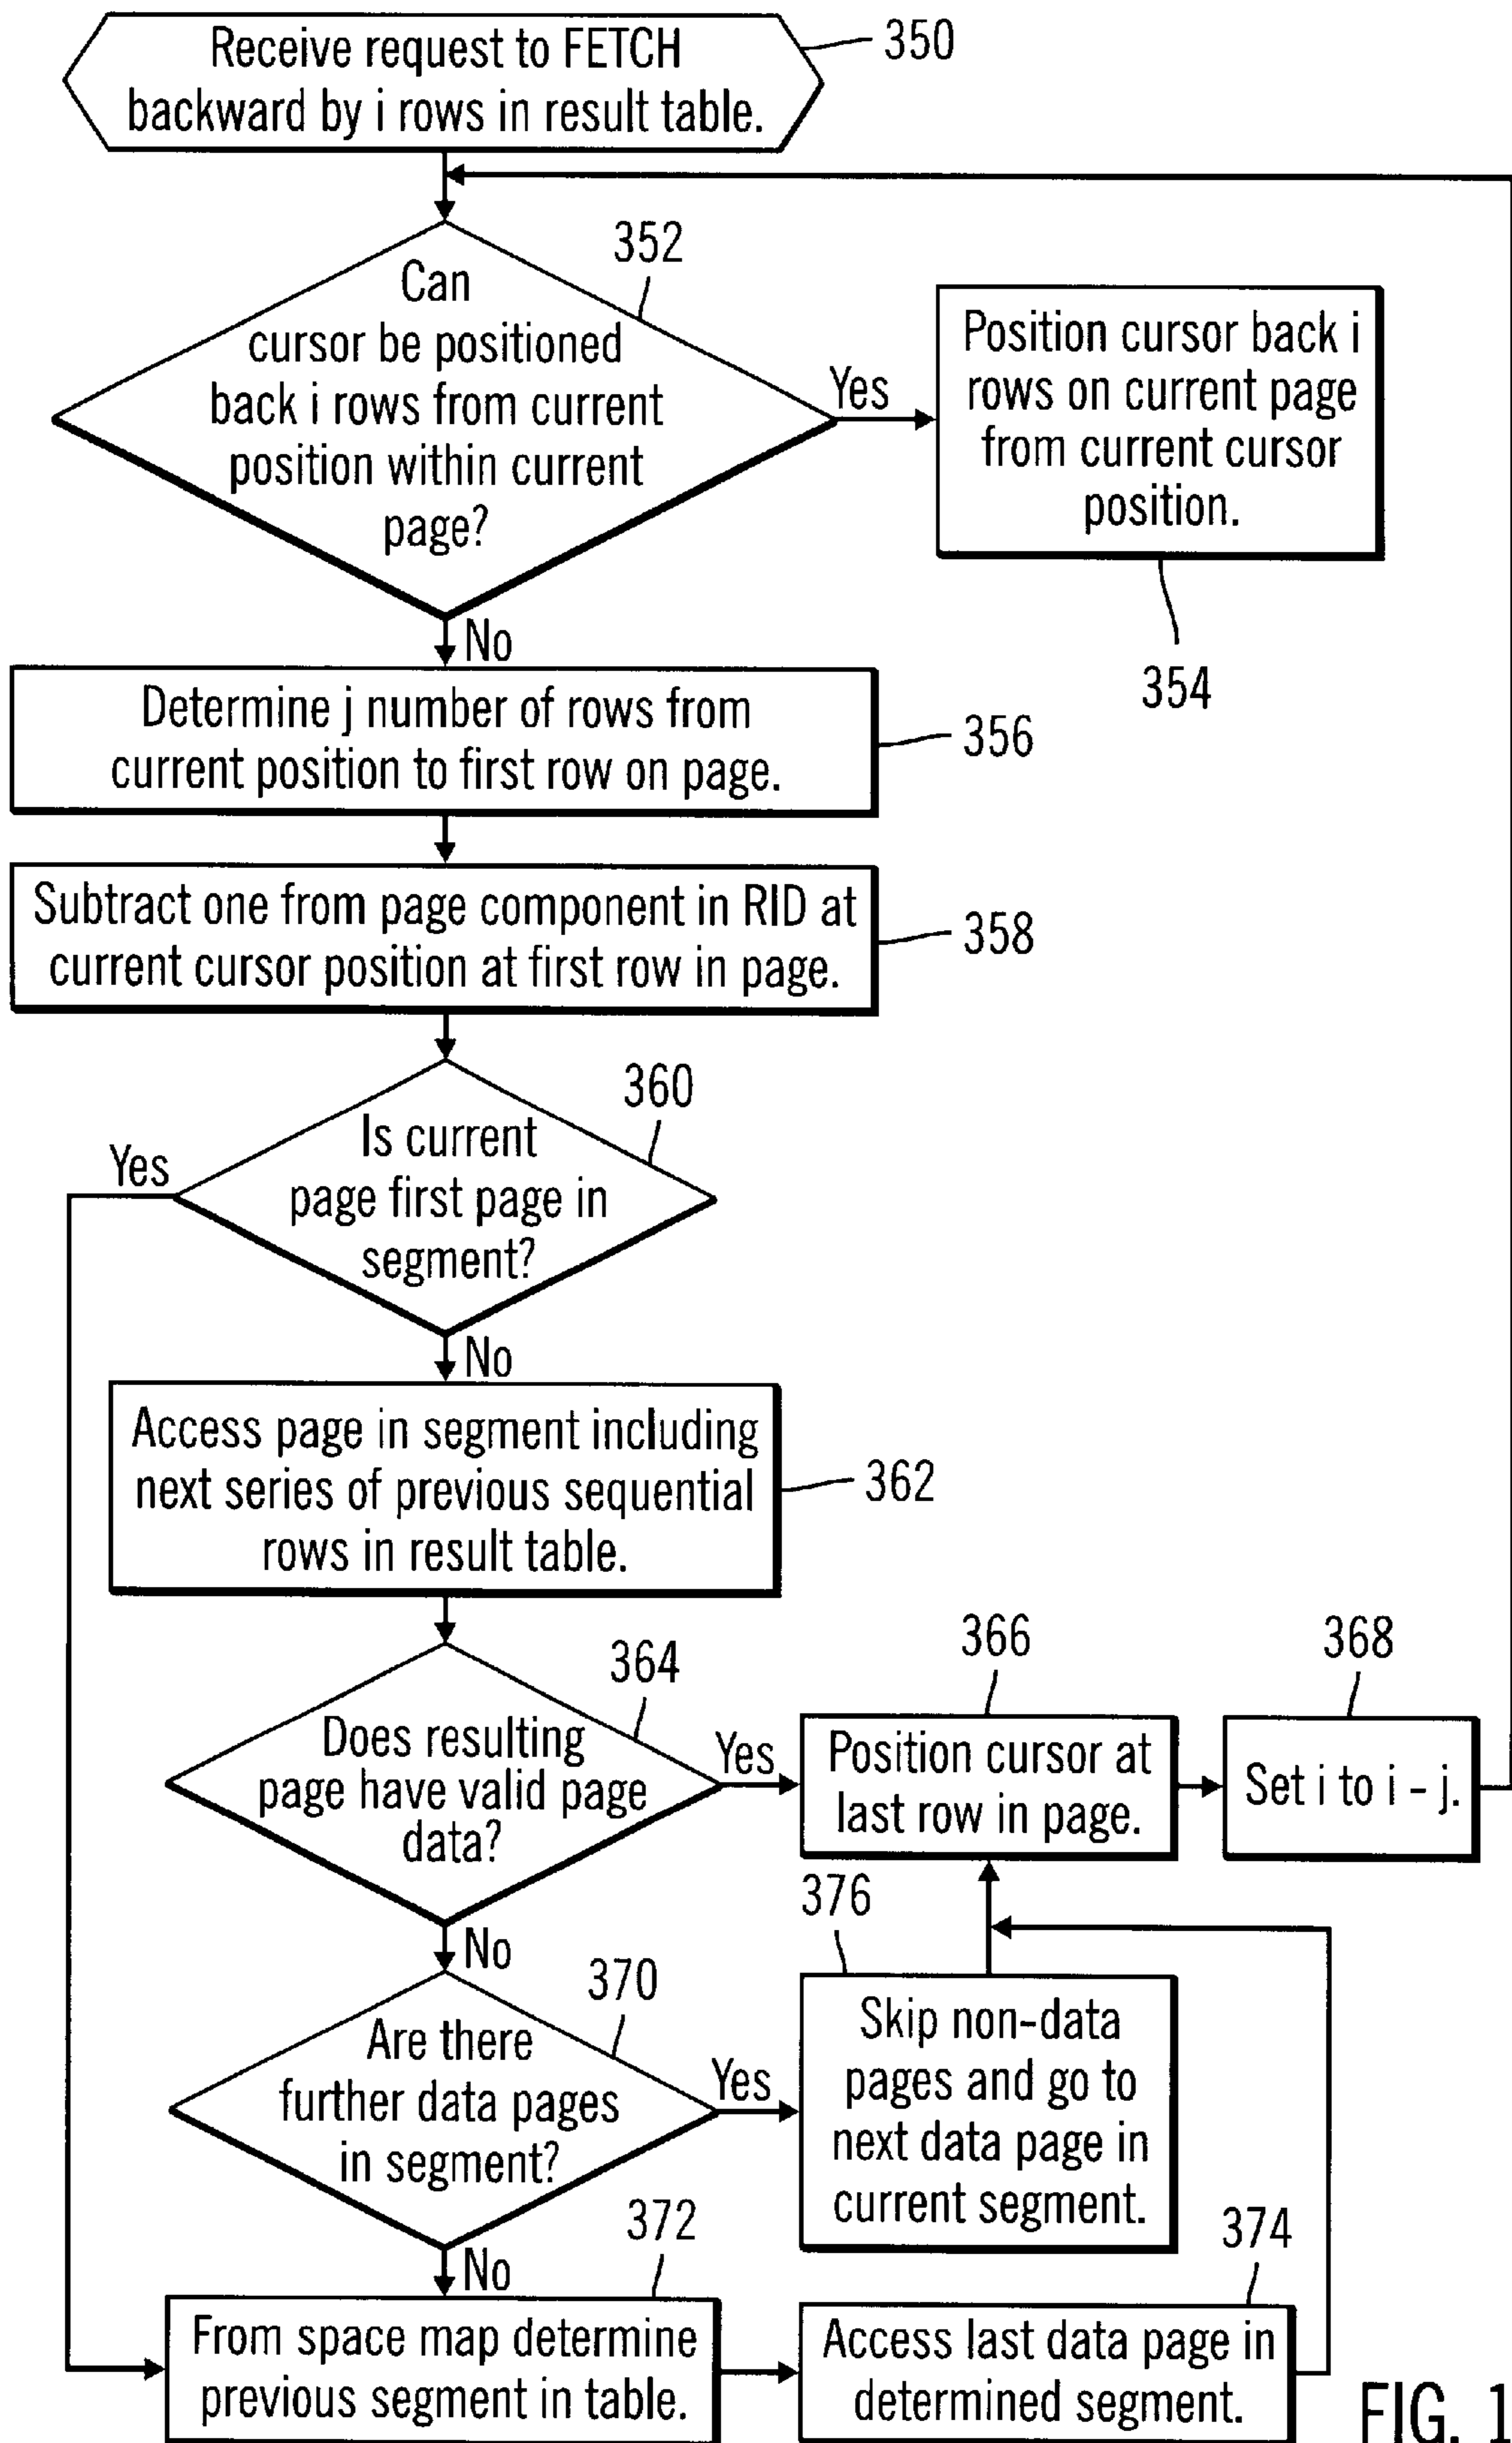 Receive request to FETCH
backward by i rows in result table.
350
352
Can
cursor be positioned
back i rows from current
position within current
page?
Yes
Position cursor back i
rows on current page
from current cursor
position.
354
No
Determine j number of rows from
current position to first row on page.
356
Subtract one from page component in RID at
current cursor position at first row in page.
358
360
Is current
page first page in
segment?
Yes
No
Access page in segment including
next series of previous sequential
rows in result table.
362
364
Does resulting
page have valid page
data?
Yes
366
Position cursor at
last row in page.
368
Set i to i - j.
No
370
Are there
further data pages
in segment?
Yes
376
Skip non-data
pages and go to
next data page in
current segment.
No
372
From space map determine
previous segment in table.
374
Access last data page in
determined segment.
FIG. 1